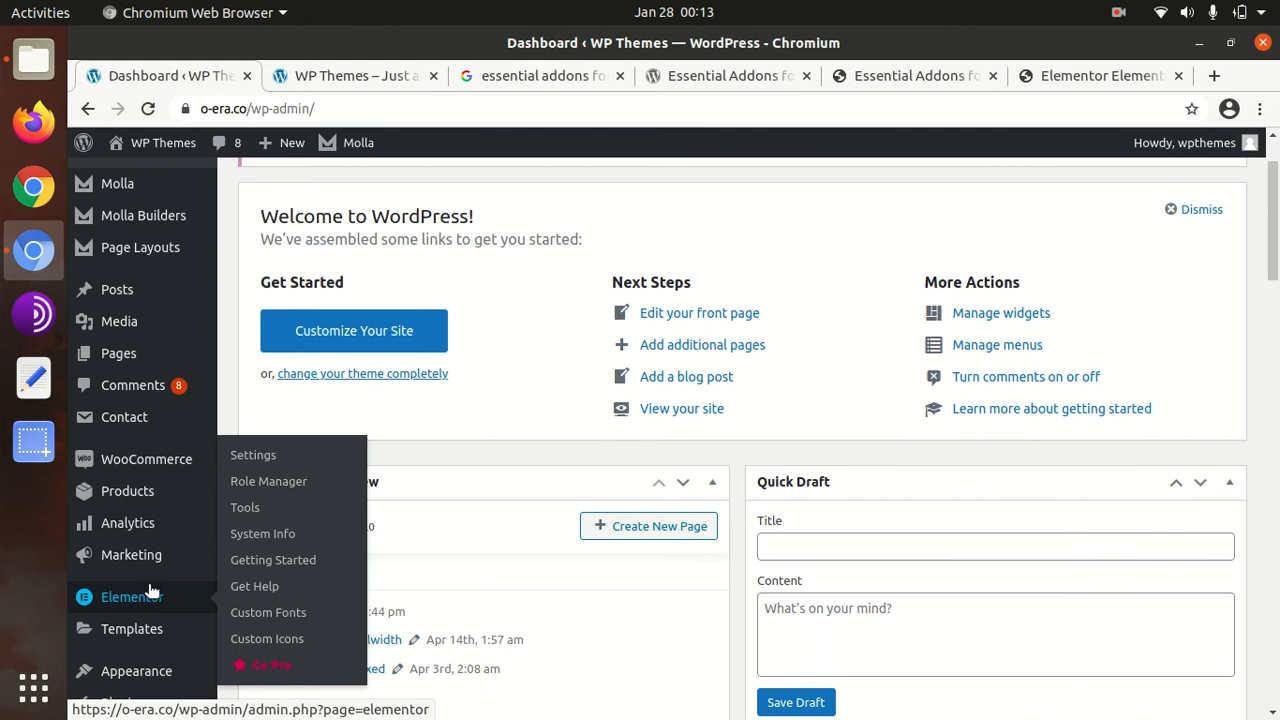 Activities
Chromium Web Browser
Jan 28 00:13
Dashboard ‹ WP Themes — WordPress - Chromium
Dashboard ‹ WP The
WP Themes – Just a
essential addons fo
Essential Addons fo
Essential Addons fo
Elementor Element
o-era.co/wp-admin/
WP Themes
8
New
Molla
Howdy, wpthemes
Molla
Molla Builders
Page Layouts
Posts
Media
Pages
Comments 8
Contact
WooCommerce
Products
Analytics
Marketing
Elementor
Templates
Appearance
Settings
Role Manager
Tools
System Info
Getting Started
Get Help
Custom Fonts
Custom Icons
Go Pro
Welcome to WordPress!
We've assembled some links to get you started:
Dismiss
Get Started
Customize Your Site
or, change your theme completely
Next Steps
Edit your front page
Add additional pages
Add a blog post
View your site
More Actions
Manage widgets
Manage menus
Turn comments on or off
Learn more about getting started
w
0
Create New Page
:44 pm
lwidth Apr 14th, 1:57 am
xed Apr 3rd, 2:08 am
Quick Draft
Title
Content
What's on your mind?
Save Draft
https://o-era.co/wp-admin/admin.php?page=elementor